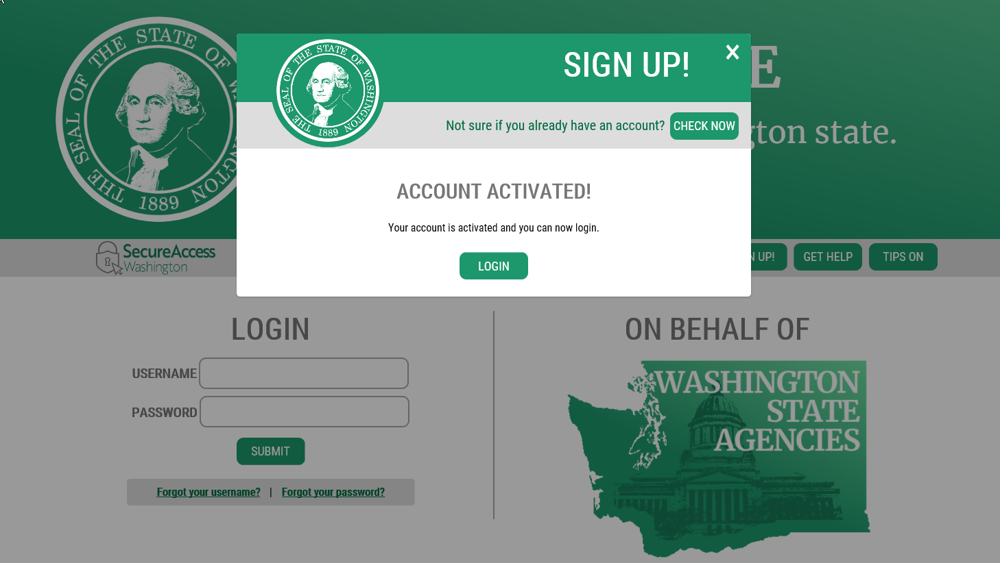 THE SEAL OF THE STATE OF WASHINGTON
1889
THE SEAL OF THE STATE OF WASHINGTON
1889
SIGN UP!
Not sure if you already have an account?
CHECK NOW
ACCOUNT ACTIVATED!
Your account is activated and you can now login.
LOGIN
state.
SecureAccess
Washington
UP!
GET HELP
TIPS ON
LOGIN
USERNAME
PASSWORD
SUBMIT
Forgot your username? | Forgot your password?
ON BEHALF OF
WASHINGTON
STATE
AGENCIES